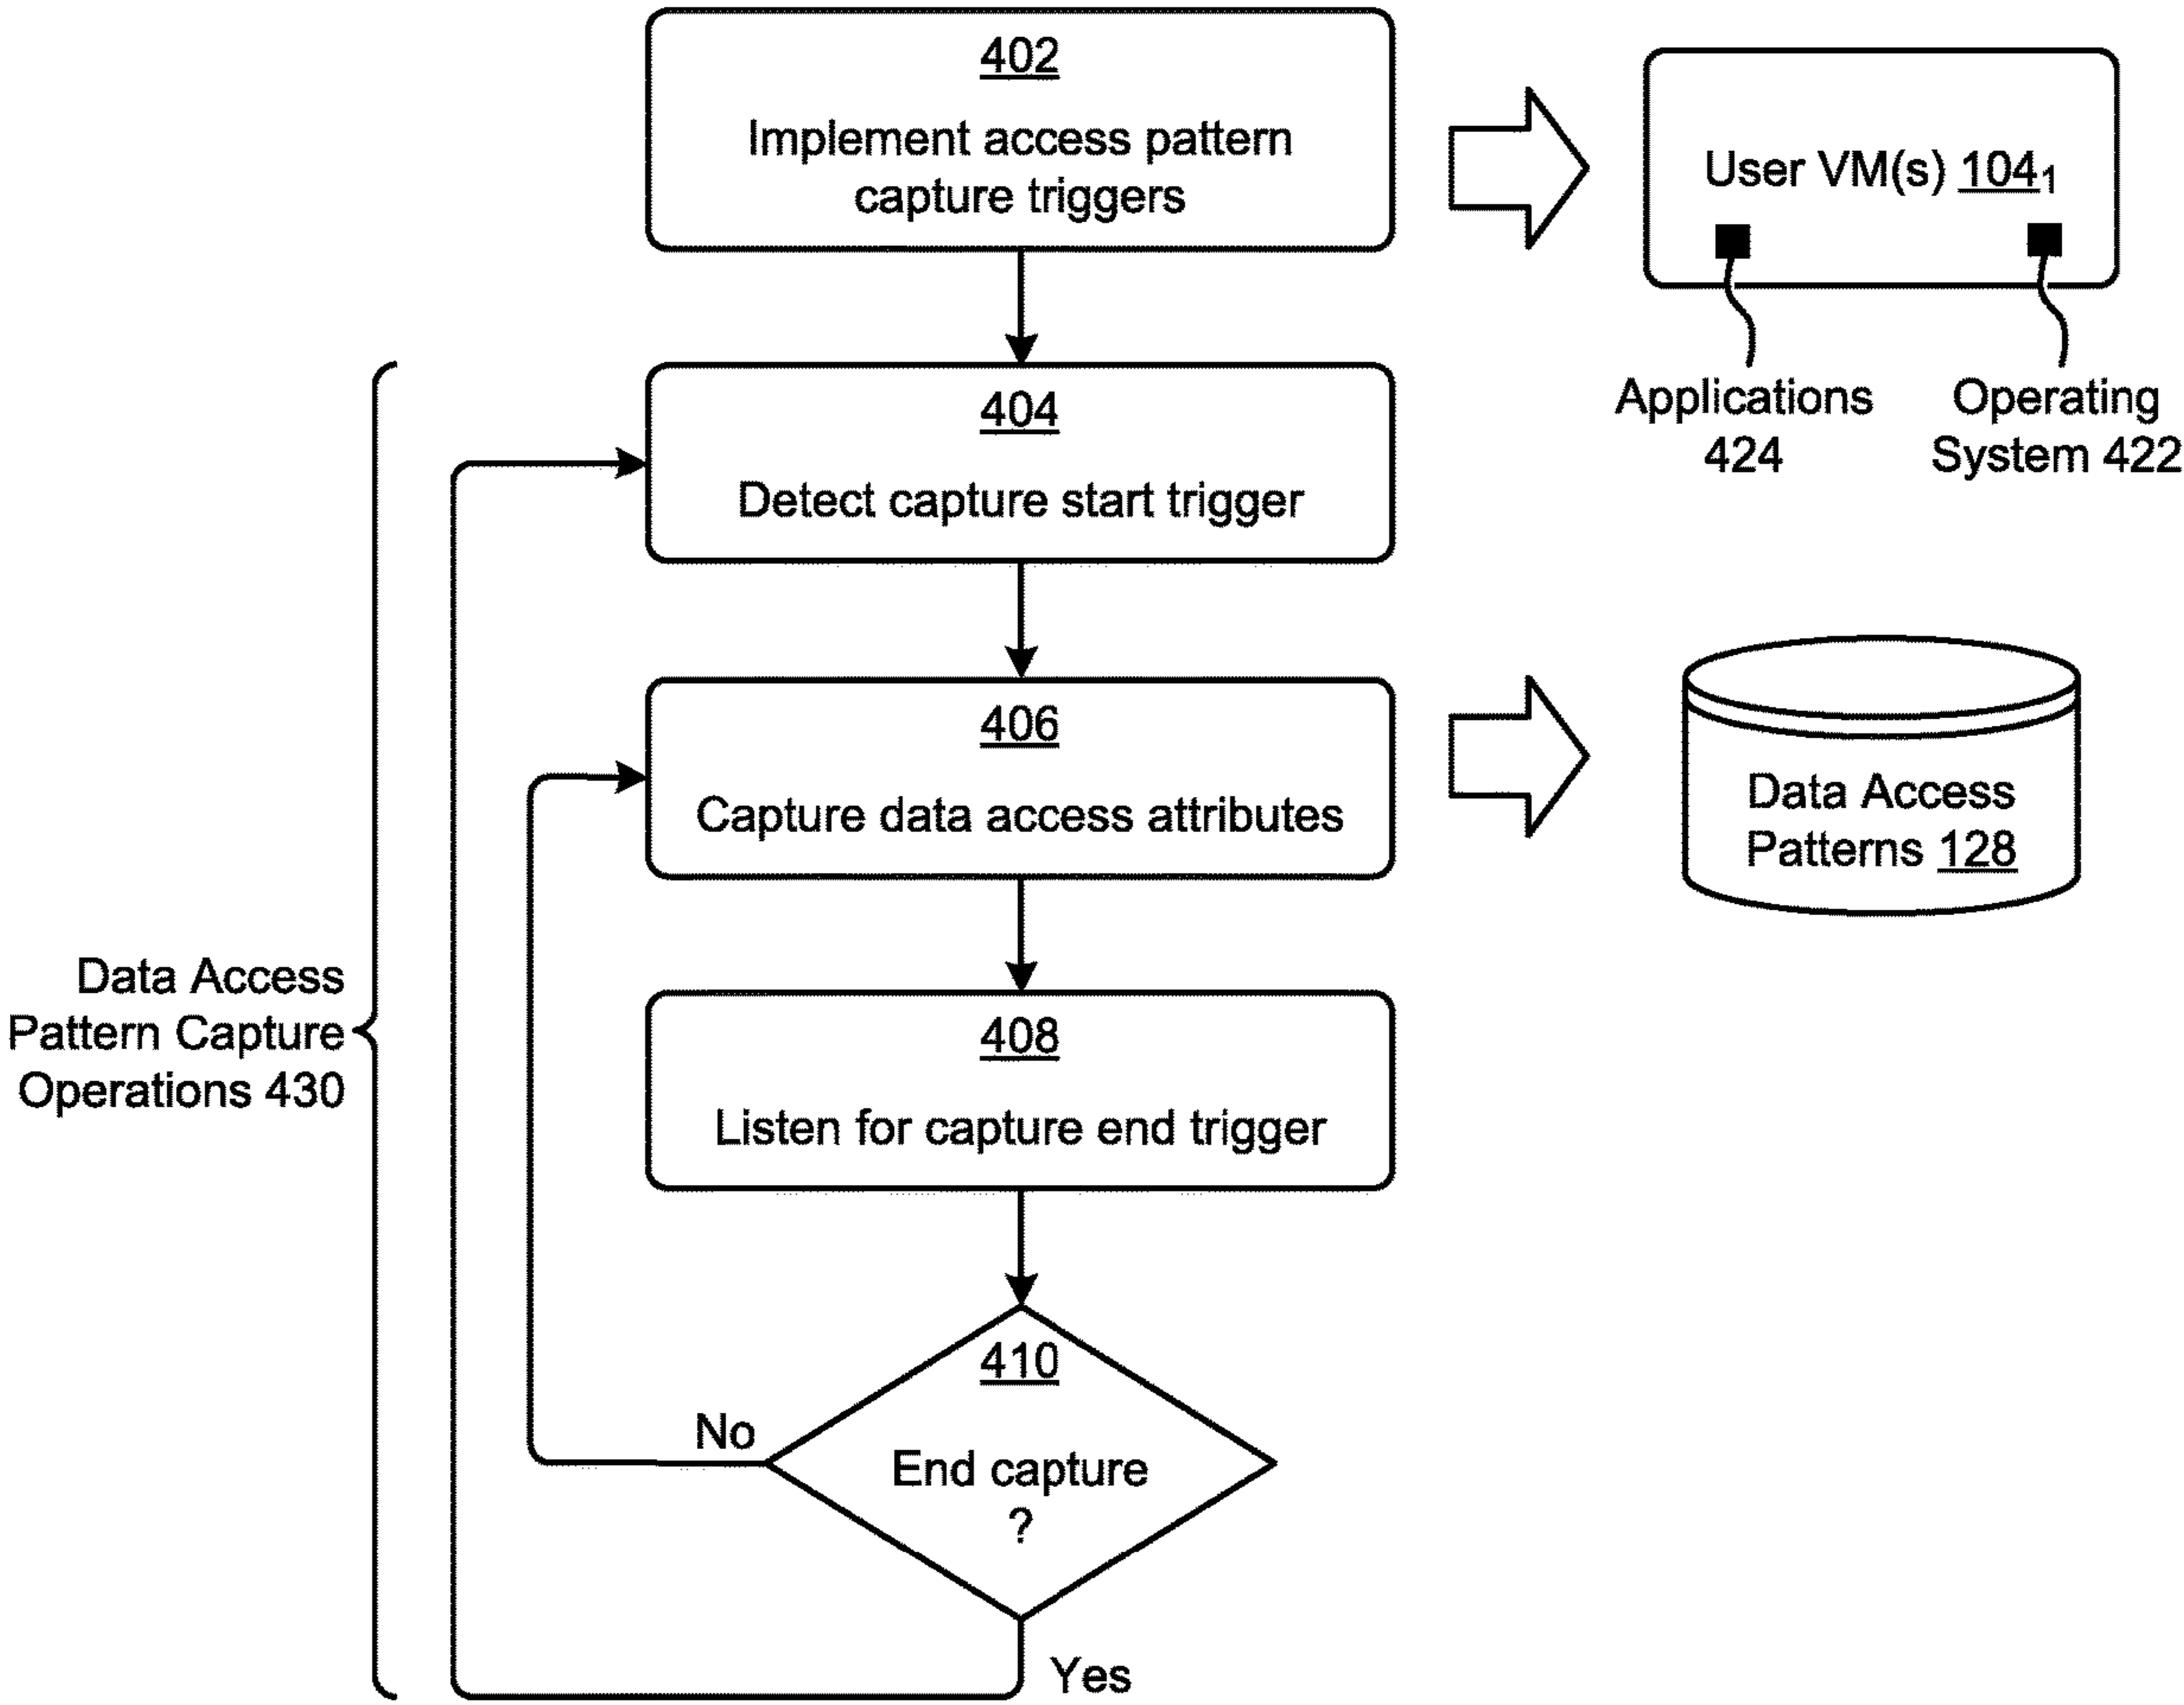 402
Implement access pattern
capture triggers
User VM(s) 104₁
Applications
424
Operating
System 422
404
Detect capture start trigger
406
Capture data access attributes
Data Access
Patterns 128
Data Access
Pattern Capture
Operations 430
408
Listen for capture end trigger
410
End capture
?
No
Yes